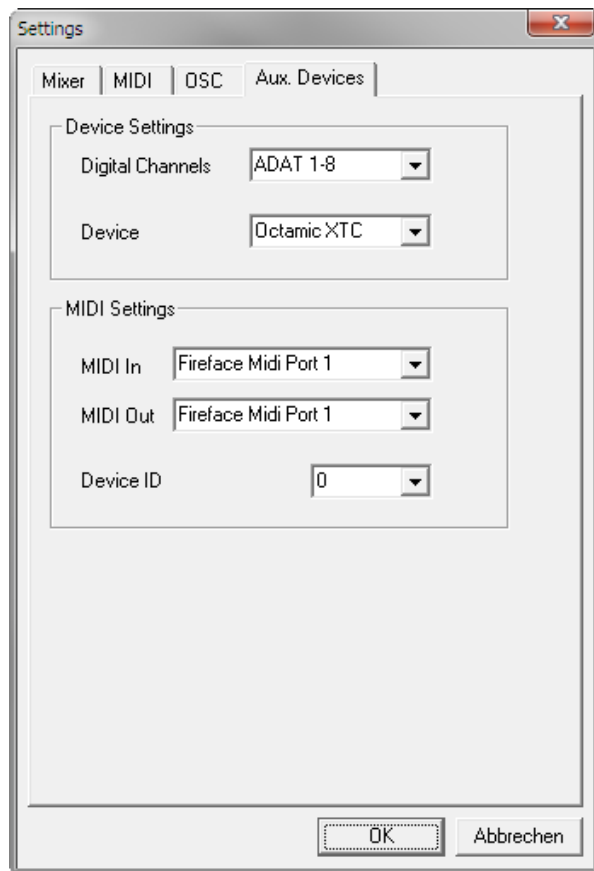 Settings
Mixer MIDI OSC Aux. Devices
Device Settings
Digital Channels ADAT 1-8
Device Octamic XTC
MIDI Settings
MIDI In Fireface Midi Port 1
MIDI Out Fireface Midi Port 1
Device ID 0
OK Abbrechen